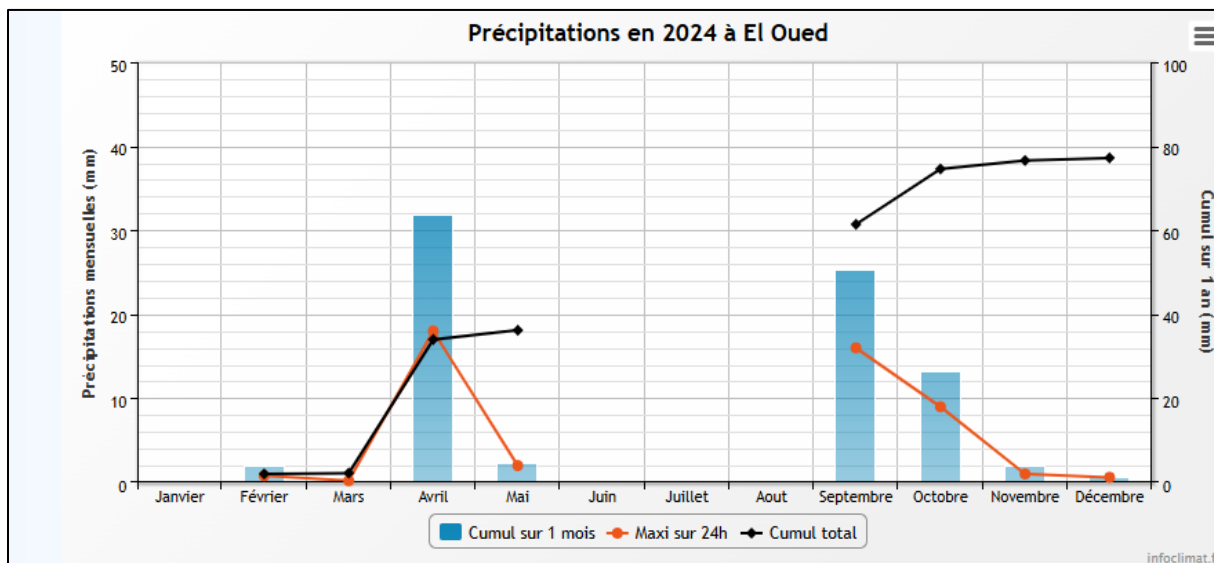 Précipitations en 2024 à El Oued
50
40
30
20
10
0
Précipitations mensuelles (mm)
100
80
60
40
20
0
Cumul sur 1 an (mm)
Janvier Février Mars Avril Mai Juin Juillet Aout Septembre Octobre Novembre Décembre
Cumul sur 1 mois Maxi sur 24h Cumul total
infoclimat.f